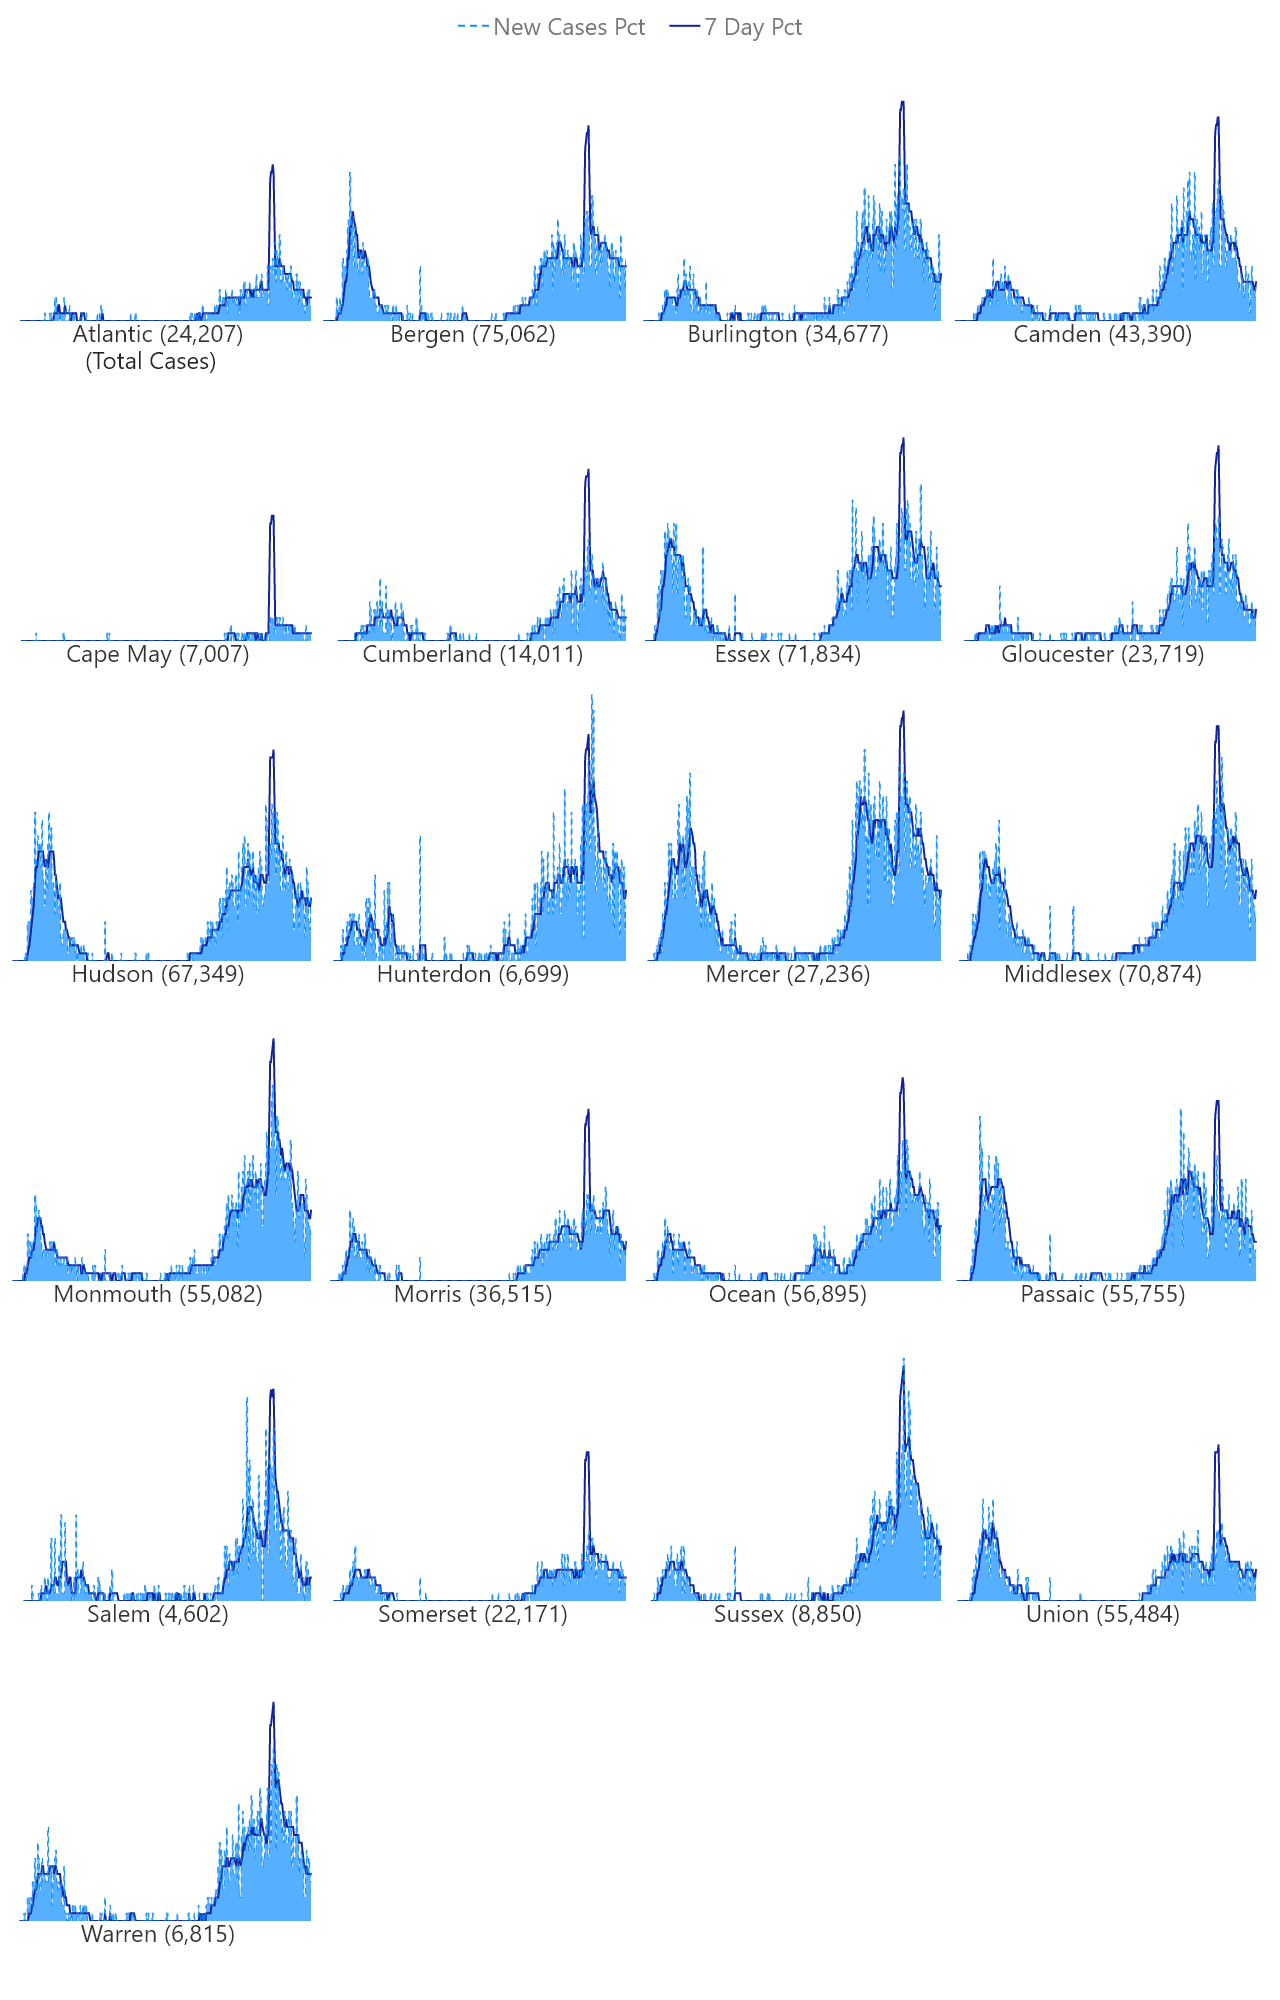 New Cases Pct 7 Day Pct
Atlantic (24,207) Bergen (75,062) Burlington (34,677) Camden (43,390)
(Total Cases)
Cape May (7,007) Cumberland (14,011) Essex (71,834) Gloucester (23,719)
Hudson (67,349) Hunterdon (6,699) Mercer (27,236) Middlesex (70,874)
Monmouth (55,082) Morris (36,515) Ocean (56,895) Passaic (55,755)
Salem (4,602) Somerset (22,171) Sussex (8,850) Union (55,484)
Warren (6,815)